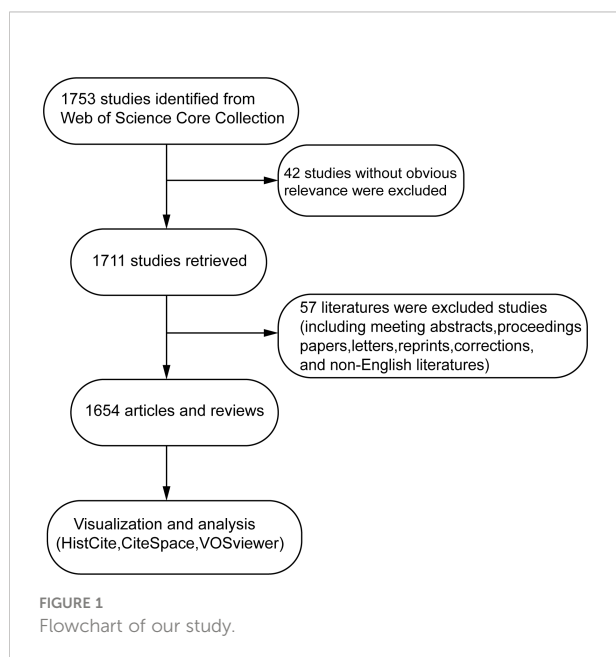 1753 studies identified from
Web of Science Core Collection
42 studies without obvious
relevance were excluded
1711 studies retrieved
57 literatures were excluded studies
(including meeting abstracts,proceedings
papers,letters,reprints,corrections,
and non-English literatures)
1654 articles and reviews
Visualization and analysis
(HistCite,CiteSpace,VOSviewer)
FIGURE 1
Flowchart of our study.